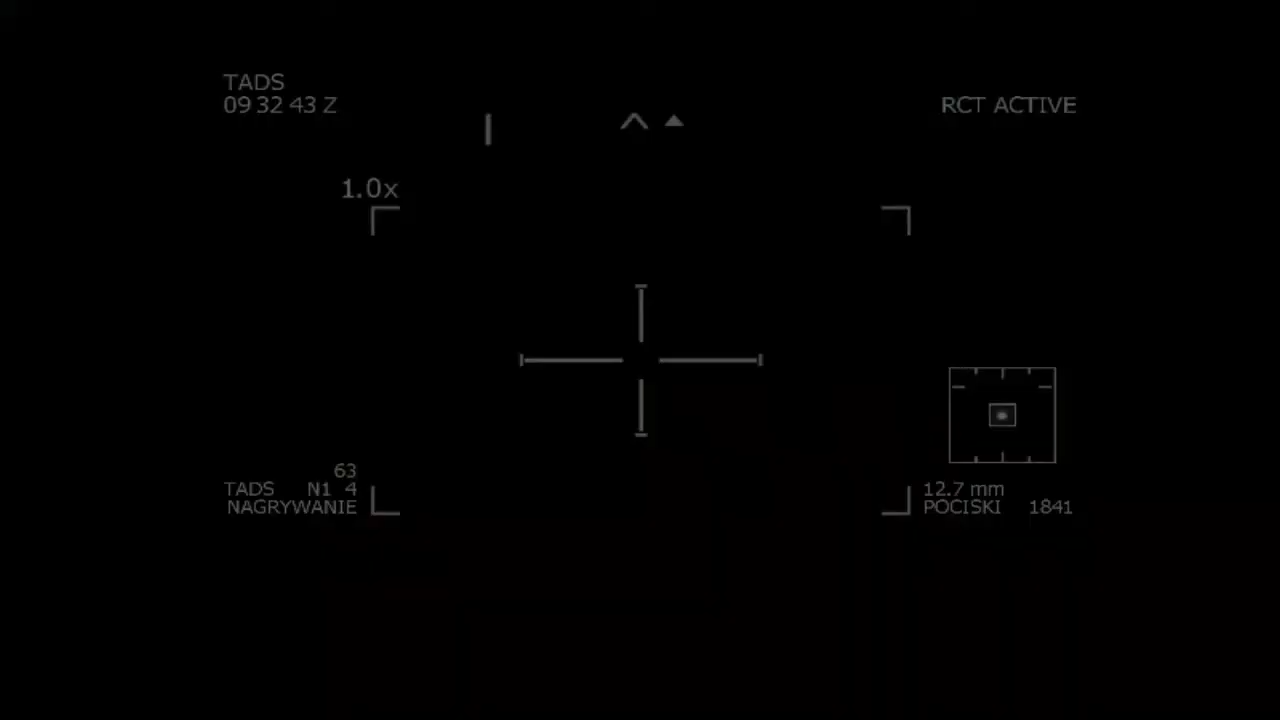 TADS
09 32 43 Z
RCT ACTIVE
1.0x
63
TADS N1 4
NAGRYWANIE
12.7 mm
POCISKI 1841